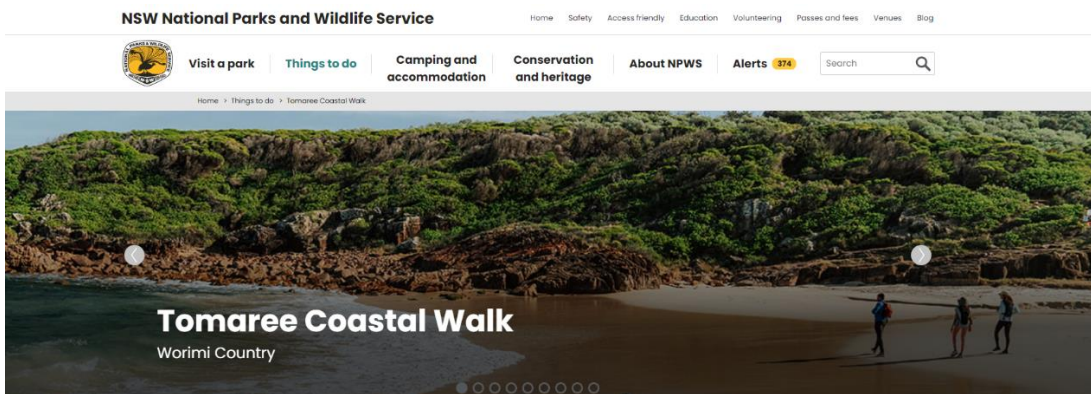 NSW National Parks and Wildlife Service
Home Safety Access friendly Education Volunteering Passes and fees Venues Blog
Visit a park
Things to do
Camping and
accommodation
Conservation
and heritage
About NPWS
Alerts 374
Search
Home > Things to do > Tomaree Coastal Walk
Tomaree Coastal Walk
Worimi Country